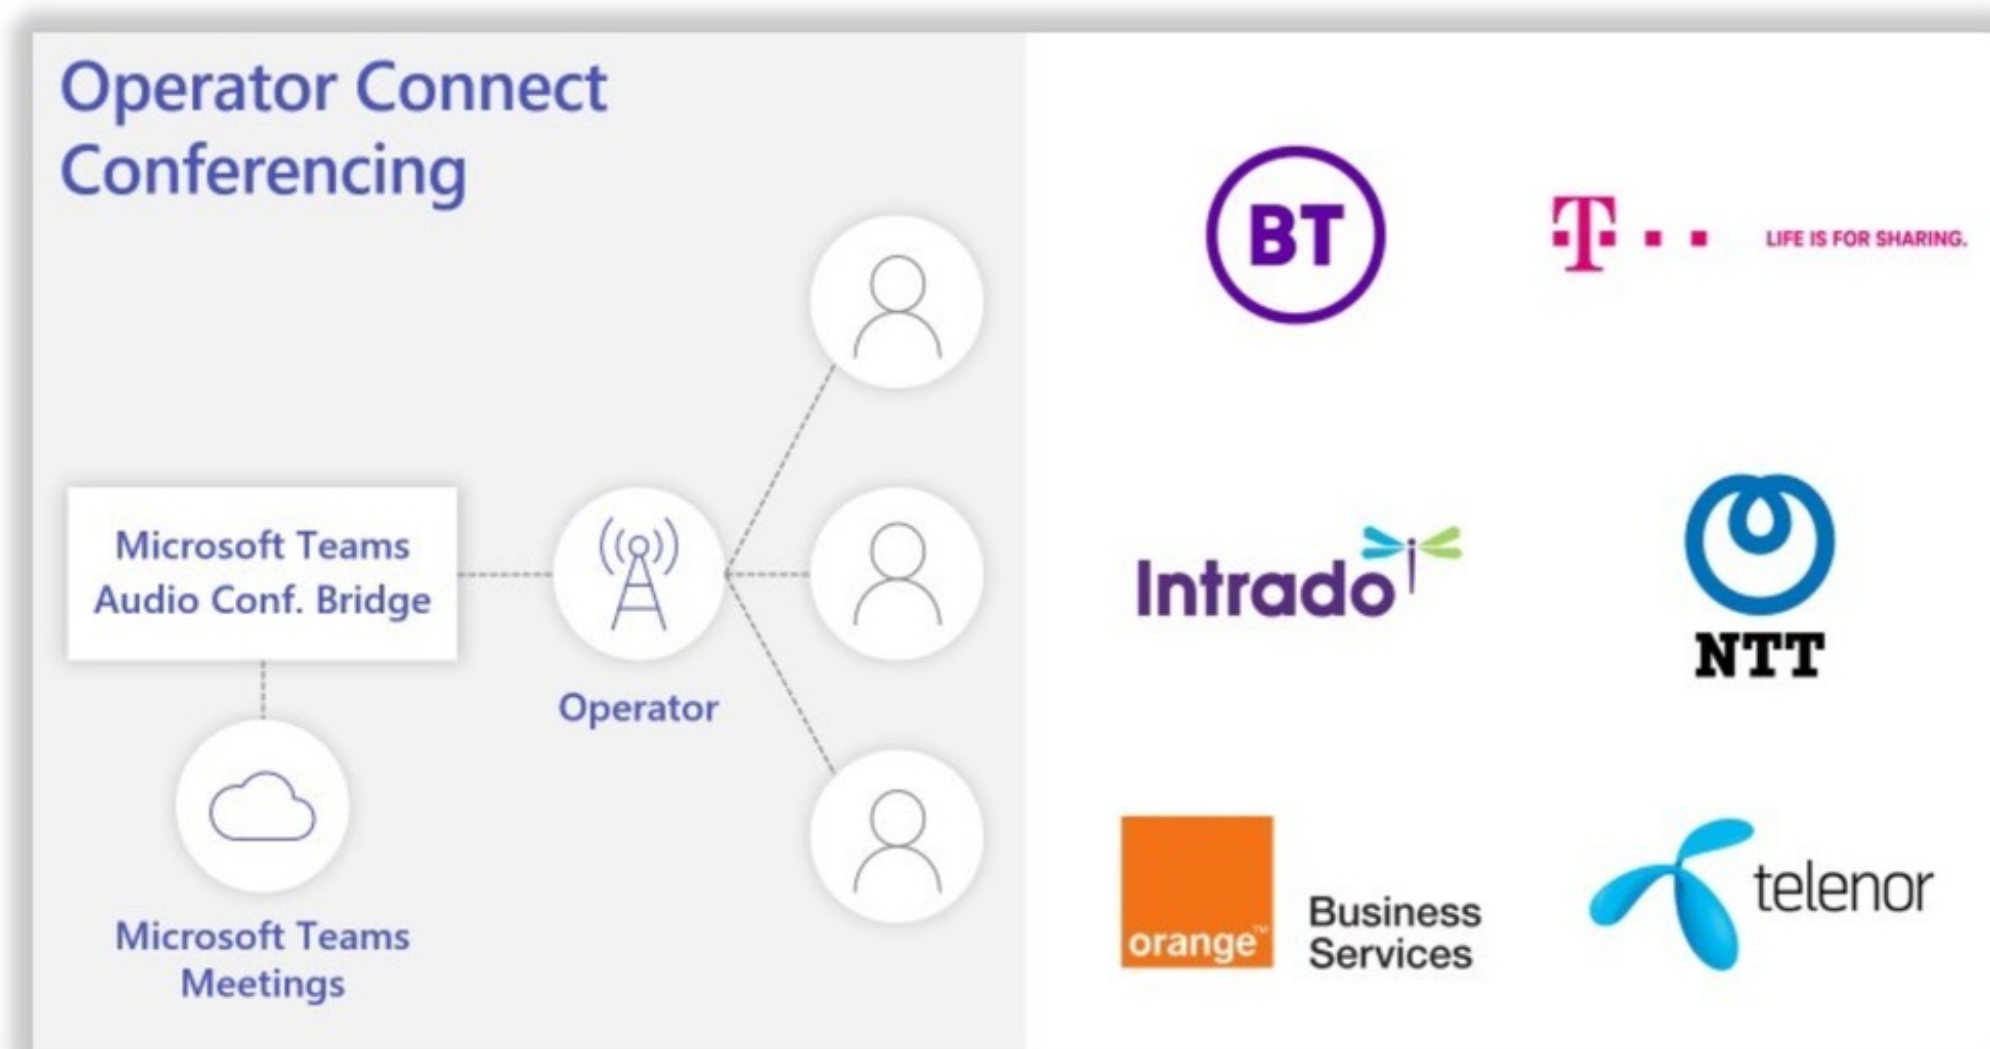 Operator Connect
Conferencing
Microsoft Teams
Audio Conf. Bridge
Operator
Microsoft Teams
Meetings
BT
T
LIFE IS FOR SHARING.
Intrado
NTT
orange™
Business
Services
telenor